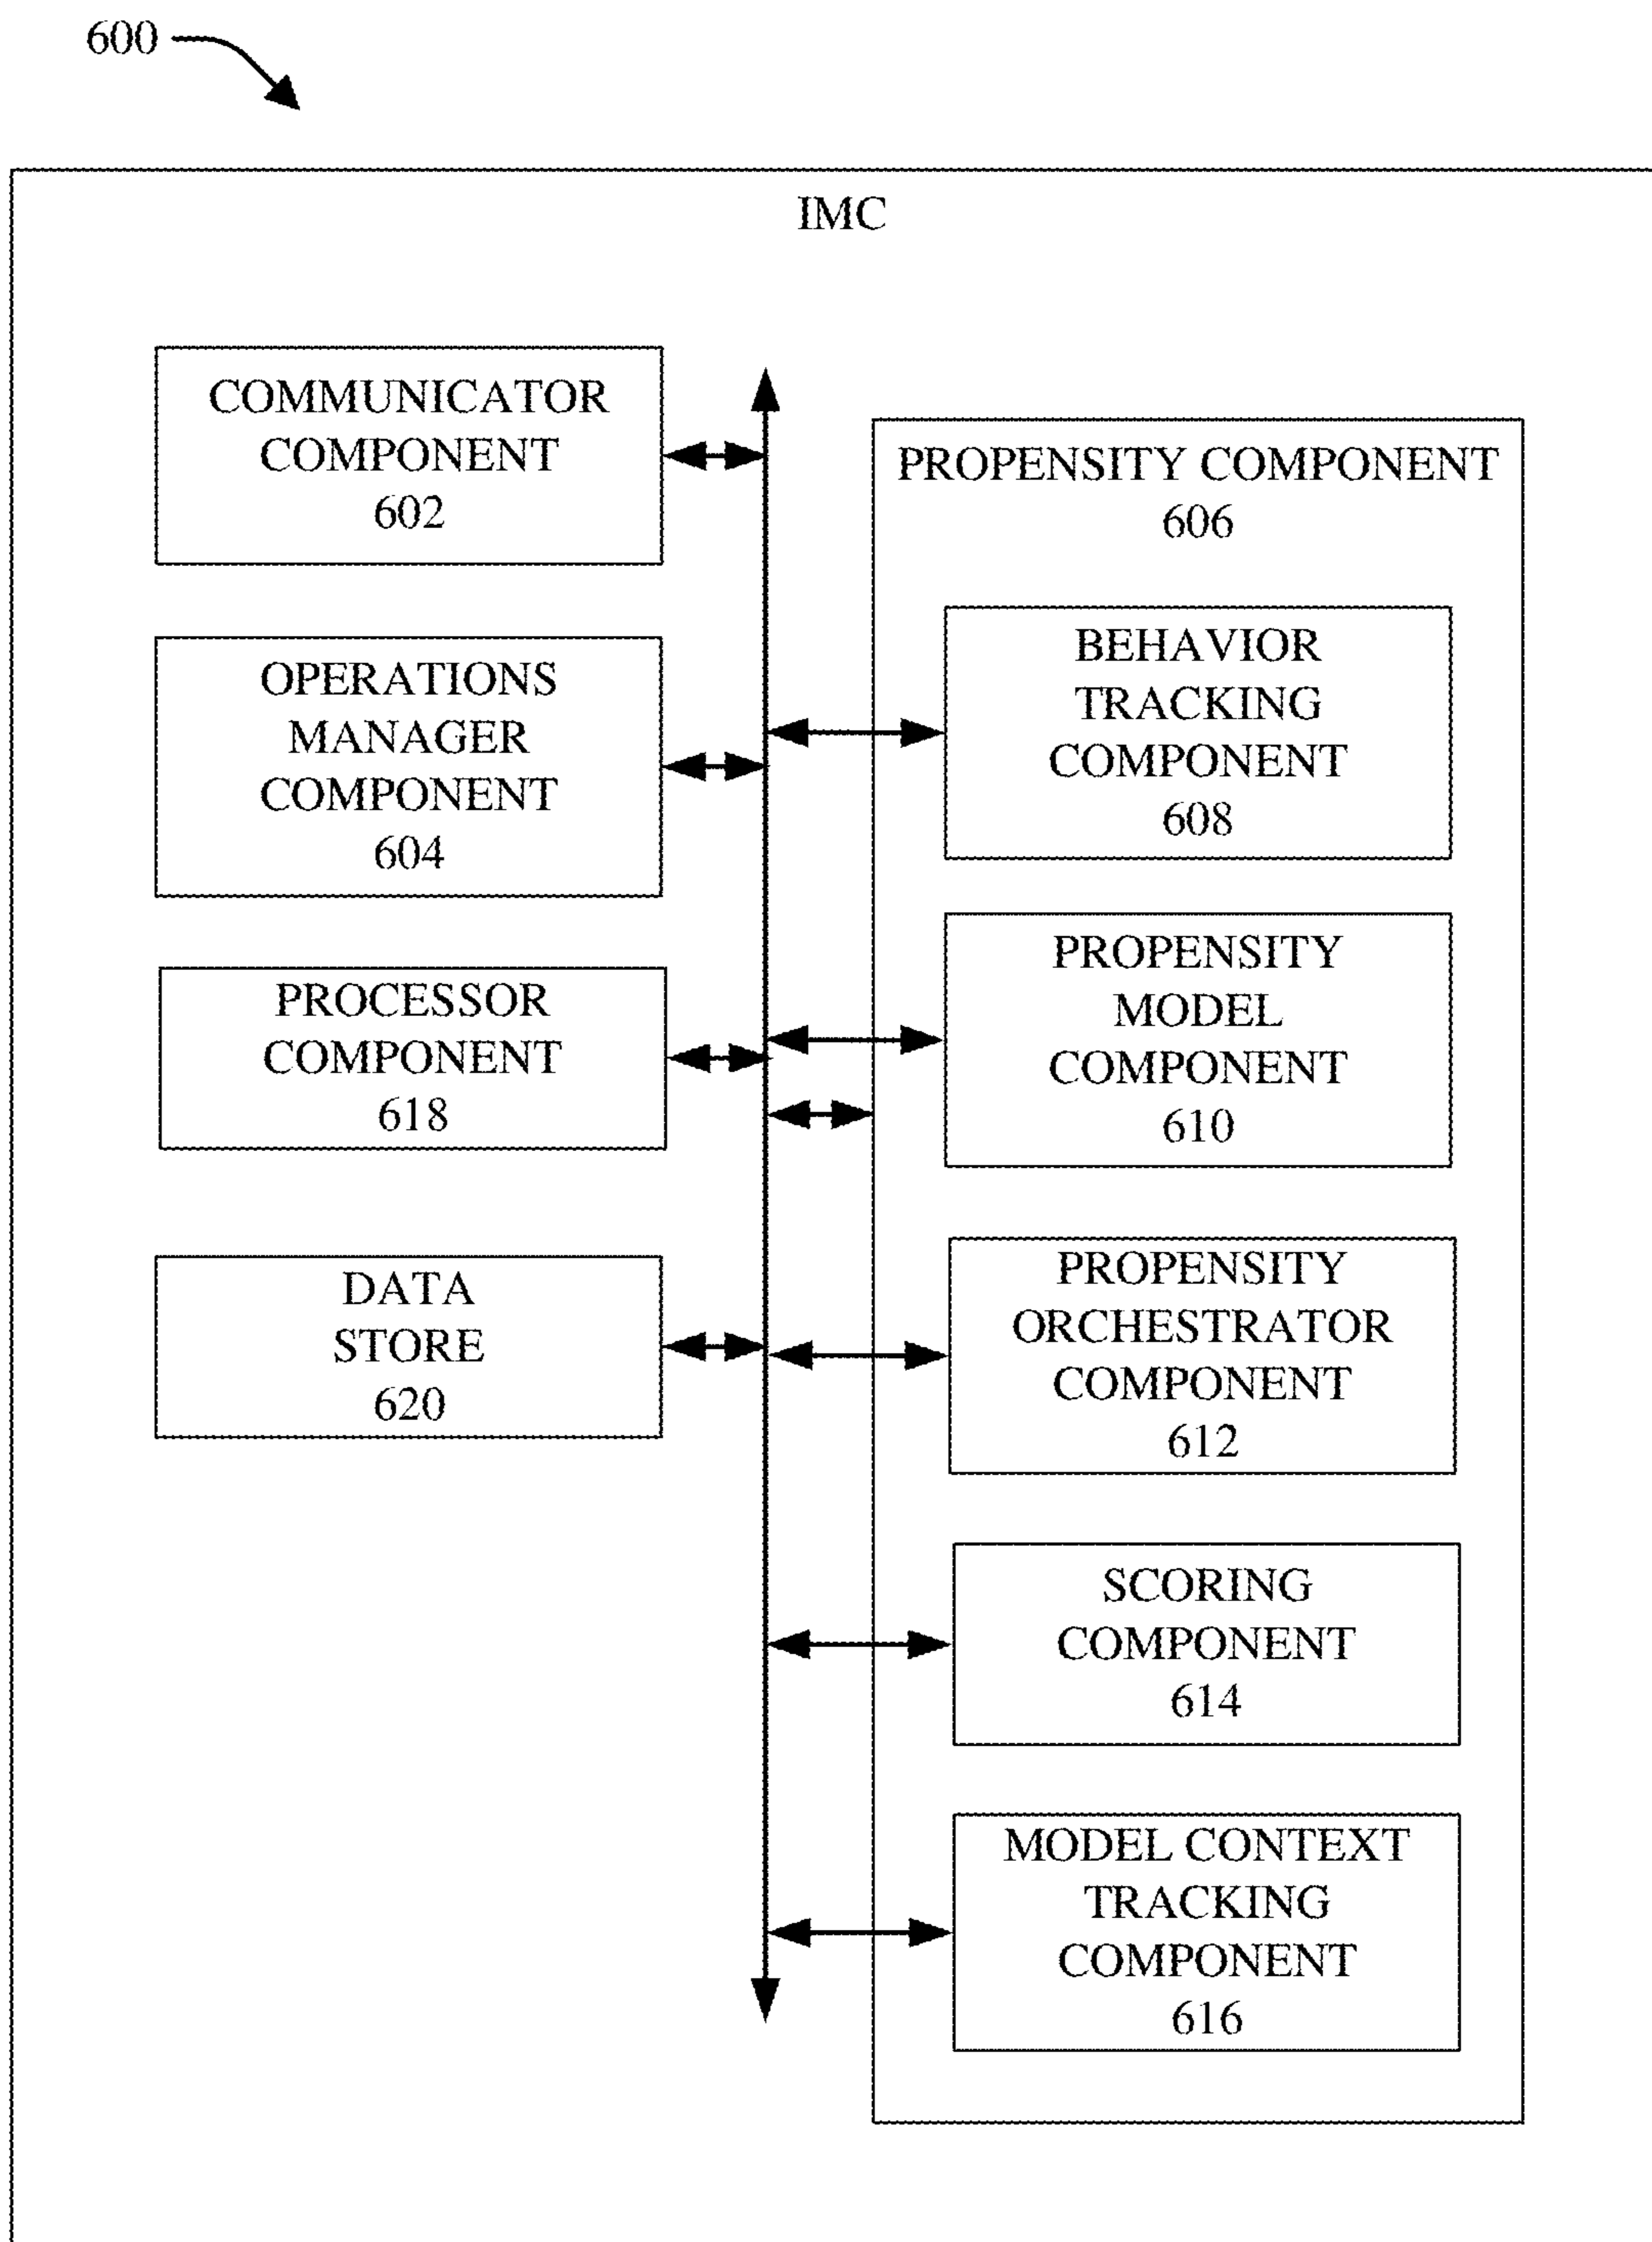 600
IMC
COMMUNICATOR
COMPONENT
602
OPERATIONS
MANAGER
COMPONENT
604
PROCESSOR
COMPONENT
618
DATA
STORE
620
PROPENSITY COMPONENT
606
BEHAVIOR
TRACKING
COMPONENT
608
PROPENSITY
MODEL
COMPONENT
610
PROPENSITY
ORCHESTRATOR
COMPONENT
612
SCORING
COMPONENT
614
MODEL CONTEXT
TRACKING
COMPONENT
616